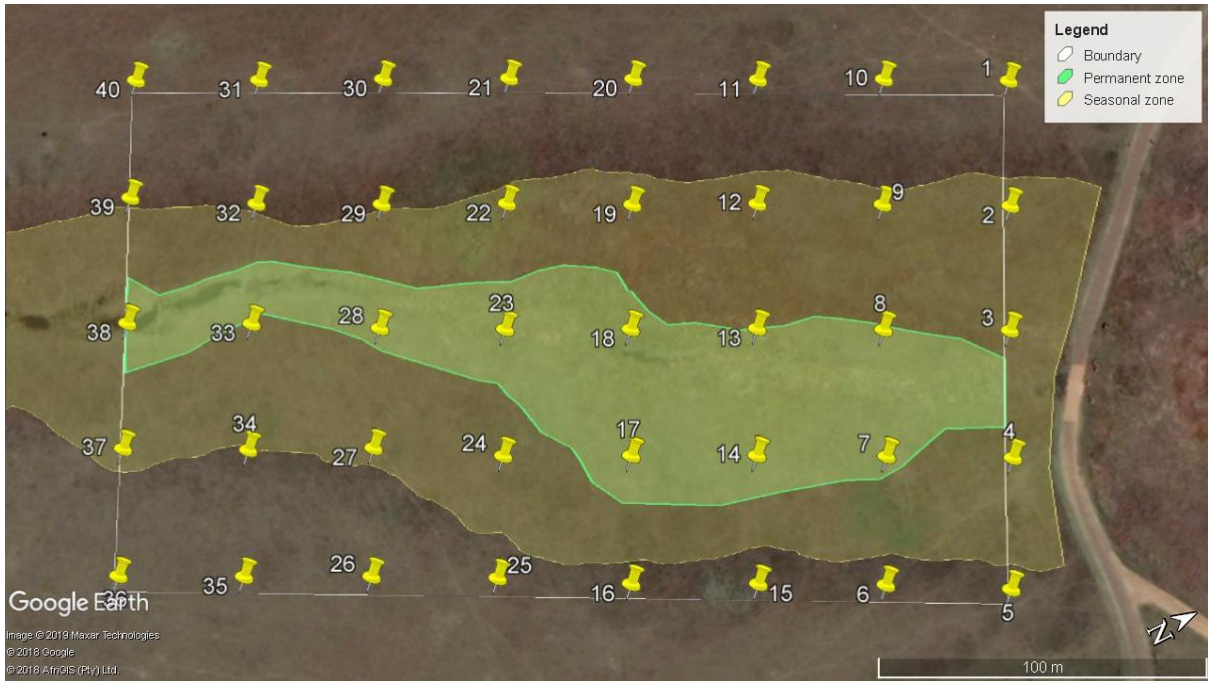 Legend
Boundary
Permanent zone
Seasonal zone
40 31 30 21 20 11 10 1
39 32 29 22 19 12 9 2
38 33 28 23 18 13 8 3
37 34 27 24 17 14 7 4
36 35 26 25 16 15 6 5
Google Earth
Image © 2019 Maxar Technologies
© 2018 Google
© 2018 AfriGIS (Pty) Ltd.
N
100 m